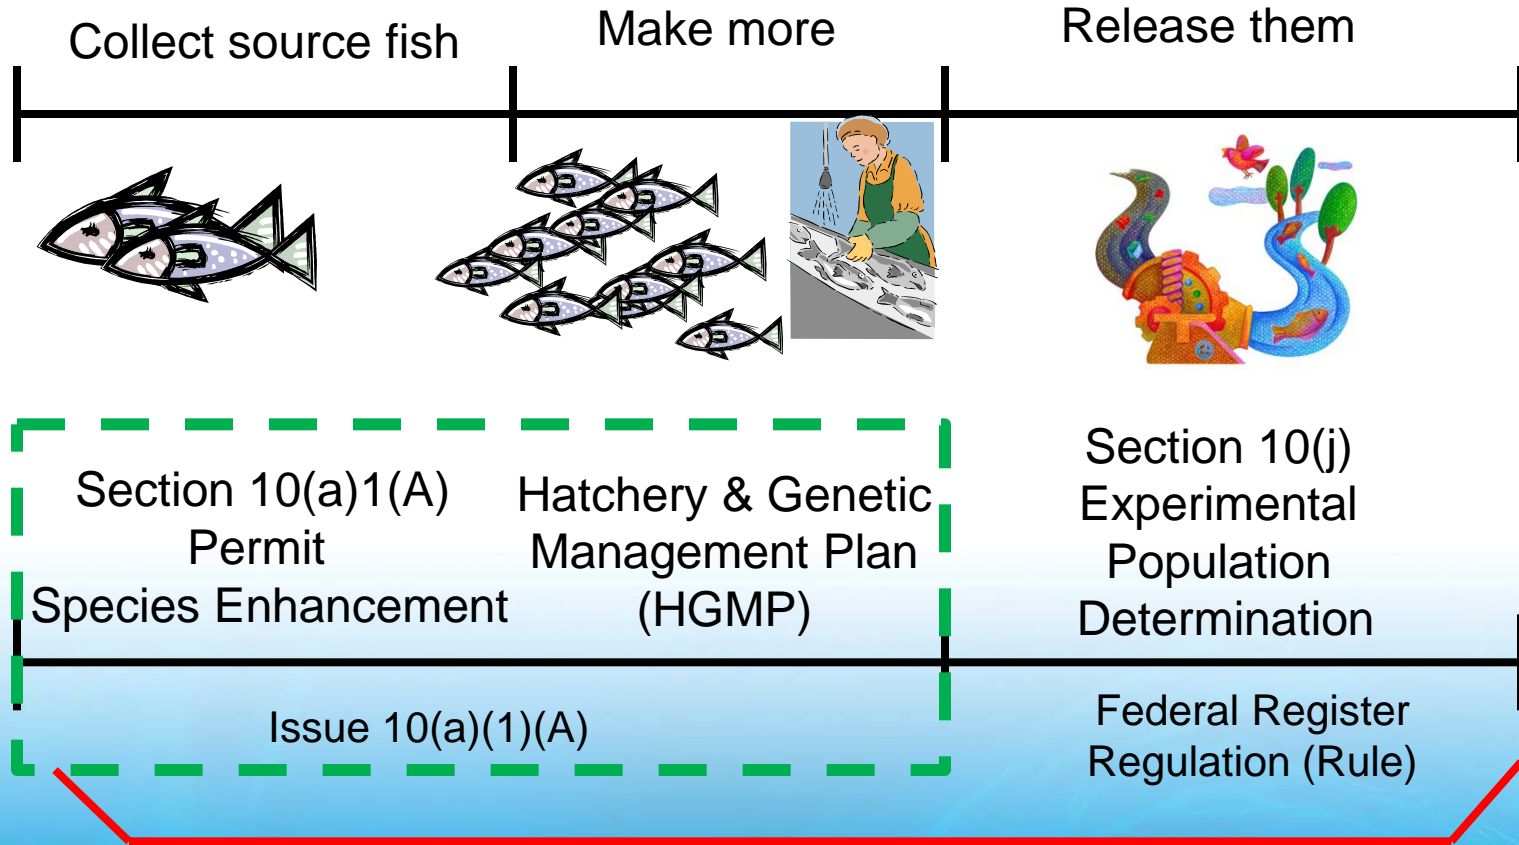 Collect source fish
Make more
Release them
Section 10(a)1(A)
Permit
Species Enhancement
Hatchery & Genetic
Management Plan
(HGMP)
Section 10(j)
Experimental
Population
Determination
Issue 10(a)(1)(A)
Federal Register
Regulation (Rule)